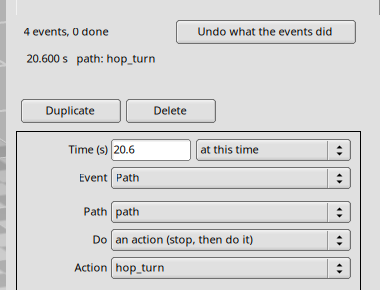 4 events, 0 done
Undo what the events did
20.600 s path: hop_turn
Duplicate
Delete
Time (s) 20.6 at this time
Event Path
Path path
Do an action (stop, then do it)
Action hop_turn